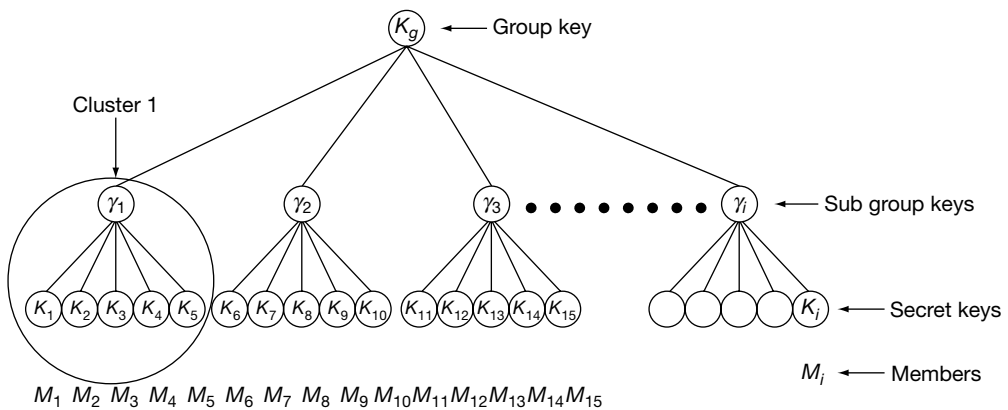 Kg Group key
Cluster 1
γ1 γ2 γ3 γi Sub group keys
K1 K2 K3 K4 K5 K6 K7 K8 K9 K10 K11 K12 K13 K14 K15 Ki Secret keys
Mi Members
M1 M2 M3 M4 M5 M6 M7 M8 M9 M10 M11 M12 M13 M14 M15